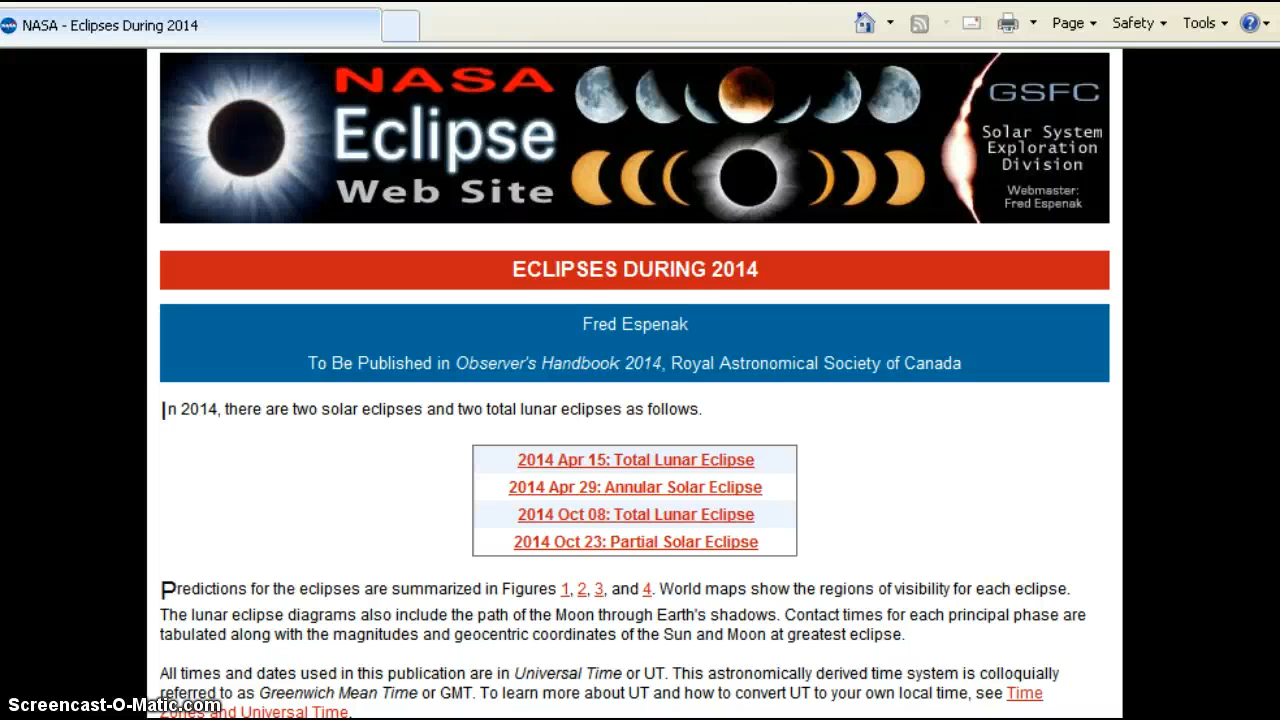 NASA - Eclipses During 2014
Page
Safety
Tools
NASA
Eclipse
Web Site
GSFC
Solar System
Exploration
Division
Webmaster:
Fred Espenak
ECLIPSES DURING 2014
Fred Espenak
To Be Published in Observer's Handbook 2014, Royal Astronomical Society of Canada
In 2014, there are two solar eclipses and two total lunar eclipses as follows.
2014 Apr 15: Total Lunar Eclipse
2014 Apr 29: Annular Solar Eclipse
2014 Oct 08: Total Lunar Eclipse
2014 Oct 23: Partial Solar Eclipse
Predictions for the eclipses are summarized in Figures 1, 2, 3, and 4. World maps show the regions of visibility for each eclipse.
The lunar eclipse diagrams also include the path of the Moon through Earth's shadows. Contact times for each principal phase are
tabulated along with the magnitudes and geocentric coordinates of the Sun and Moon at greatest eclipse.
All times and dates used in this publication are in Universal Time or UT. This astronomically derived time system is colloquially
referred to as Greenwich Mean Time or GMT. To learn more about UT and how to convert UT to your own local time, see Time
Zones and Universal Time.
Screencast-O-Matic.com